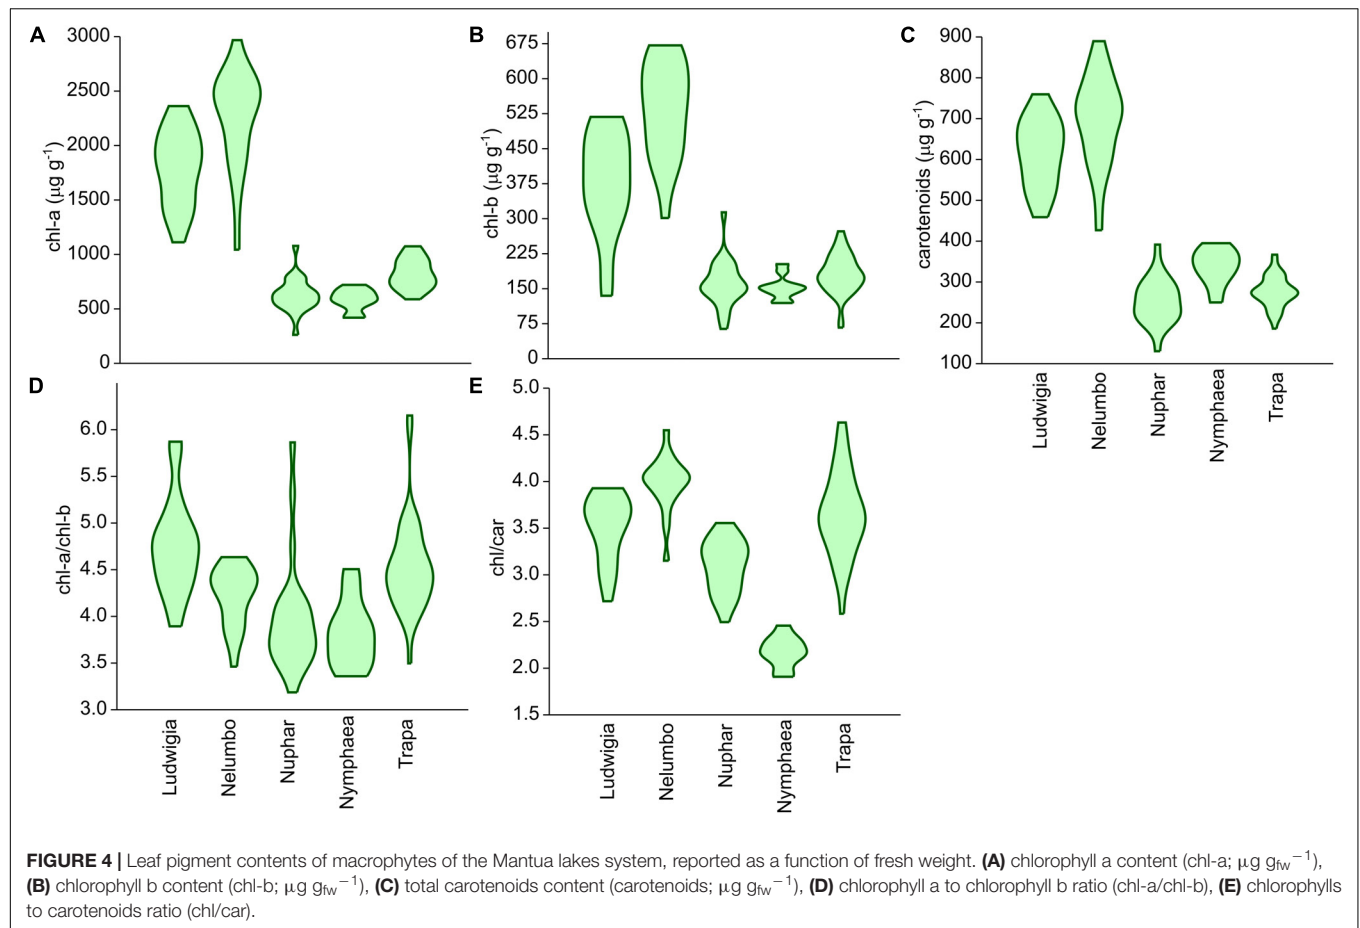 A
3000
2500
2000
1500
1000
500
0
chl-a (µg g⁻¹)
B
675
600
525
450
375
300
225
150
75
0
chl-b (µg g⁻¹)
C
900
800
700
600
500
400
300
200
100
carotenoids (µg g⁻¹)
Ludwigia
Nelumbo
Nuphar
Nymphaea
Trapa
D
6.0
5.5
5.0
4.5
4.0
3.5
3.0
chl-a/chl-b
Ludwigia
Nelumbo
Nuphar
Nymphaea
Trapa
E
5.0
4.5
4.0
3.5
3.0
2.5
2.0
1.5
chl/car
Ludwigia
Nelumbo
Nuphar
Nymphaea
Trapa
FIGURE 4 | Leaf pigment contents of macrophytes of the Mantua lakes system, reported as a function of fresh weight. (A) chlorophyll a content (chl-a; µg gfw⁻¹),
(B) chlorophyll b content (chl-b; µg gfw⁻¹), (C) total carotenoids content (carotenoids; µg gfw⁻¹), (D) chlorophyll a to chlorophyll b ratio (chl-a/chl-b), (E) chlorophylls
to carotenoids ratio (chl/car).